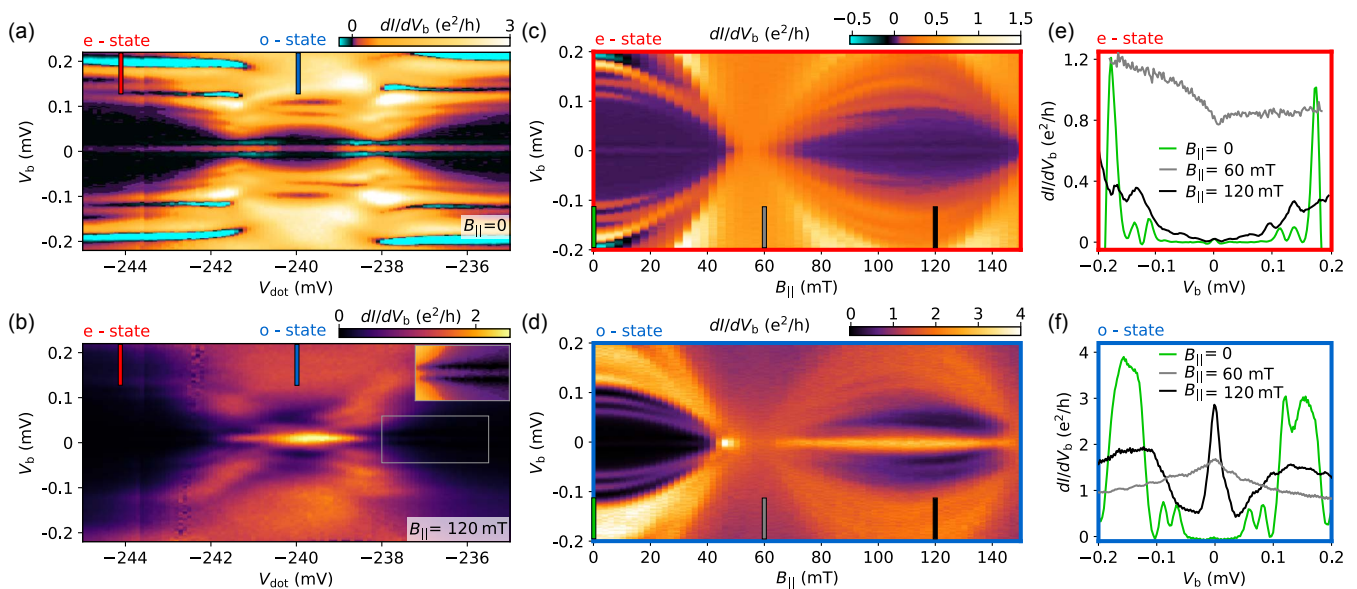 (a)
e - state
o - state
dI/dVb (e²/h)
0
3
0.2
0.1
0
-0.1
-0.2
Vb (mV)
B||=0
−244
−242
−240
−238
−236
Vdot (mV)
(b)
e - state
o - state
dI/dVb (e²/h)
0
2
0.2
0.1
0
-0.1
-0.2
Vb (mV)
B||= 120 mT
−244
−242
−240
−238
−236
Vdot (mV)
(c)
dI/dVb (e²/h)
−0.5
0
0.5
1
1.5
0.2
0.1
0
-0.1
-0.2
Vb (mV)
0
20
40
60
80
100
120
140
B|| (mT)
(d)
o - state
dI/dVb (e²/h)
0
1
2
3
4
0.2
0.1
0
-0.1
-0.2
Vb (mV)
0
20
40
60
80
100
120
140
B|| (mT)
(e)
e - state
1.2
0.8
0.4
0
dI/dVb (e²/h)
B||= 0
B||= 60 mT
B||= 120 mT
−0.2
−0.1
0
0.1
0.2
Vb (mV)
(f)
o - state
4
2
0
dI/dVb (e²/h)
B||= 0
B||= 60 mT
B||= 120 mT
−0.2
−0.1
0
0.1
0.2
Vb (mV)